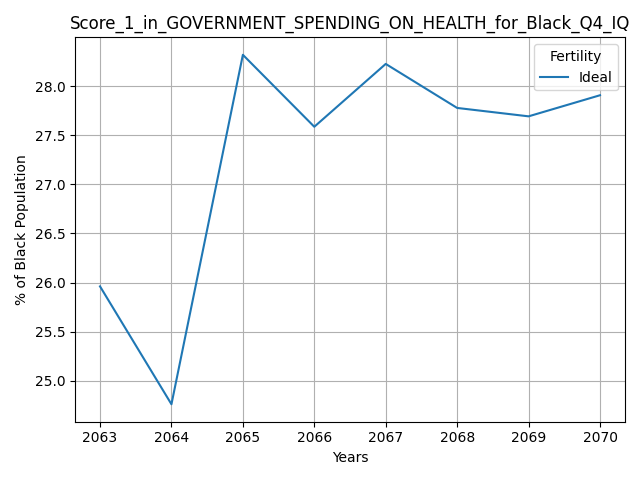 Score_1_in_GOVERNMENT_SPENDING_ON_HEALTH_for_Black_Q4_IQ
Fertility
Ideal
28.0
27.5
27.0
26.5
26.0
25.5
25.0
% of Black Population
2063 2064 2065 2066 2067 2068 2069 2070
Years